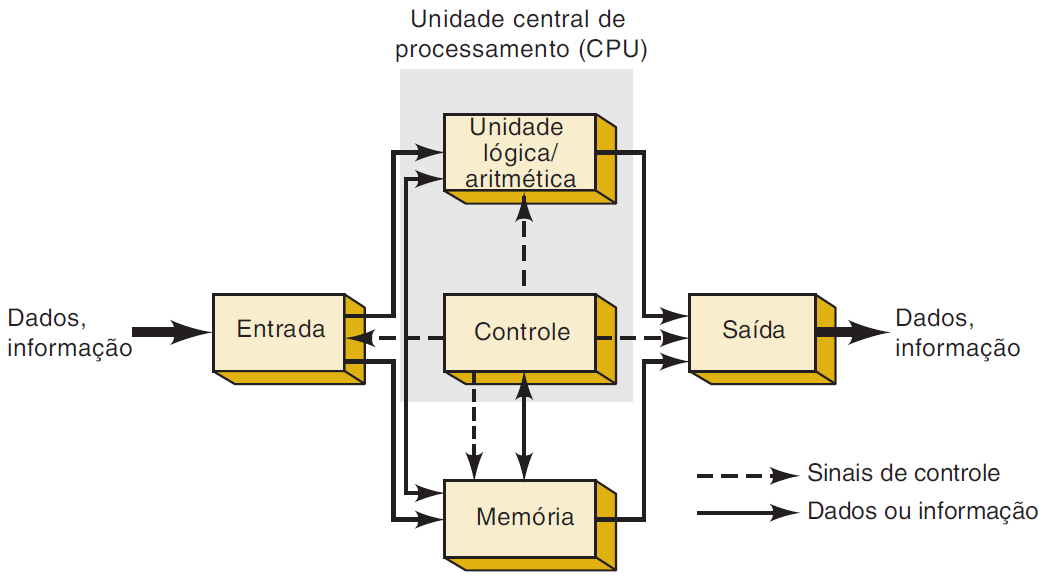 Unidade central de
processamento (CPU)
Unidade
lógica/
aritmética
Dados,
informação
Entrada
Controle
Saída
Dados,
informação
Memória
Sinais de controle
Dados ou informação